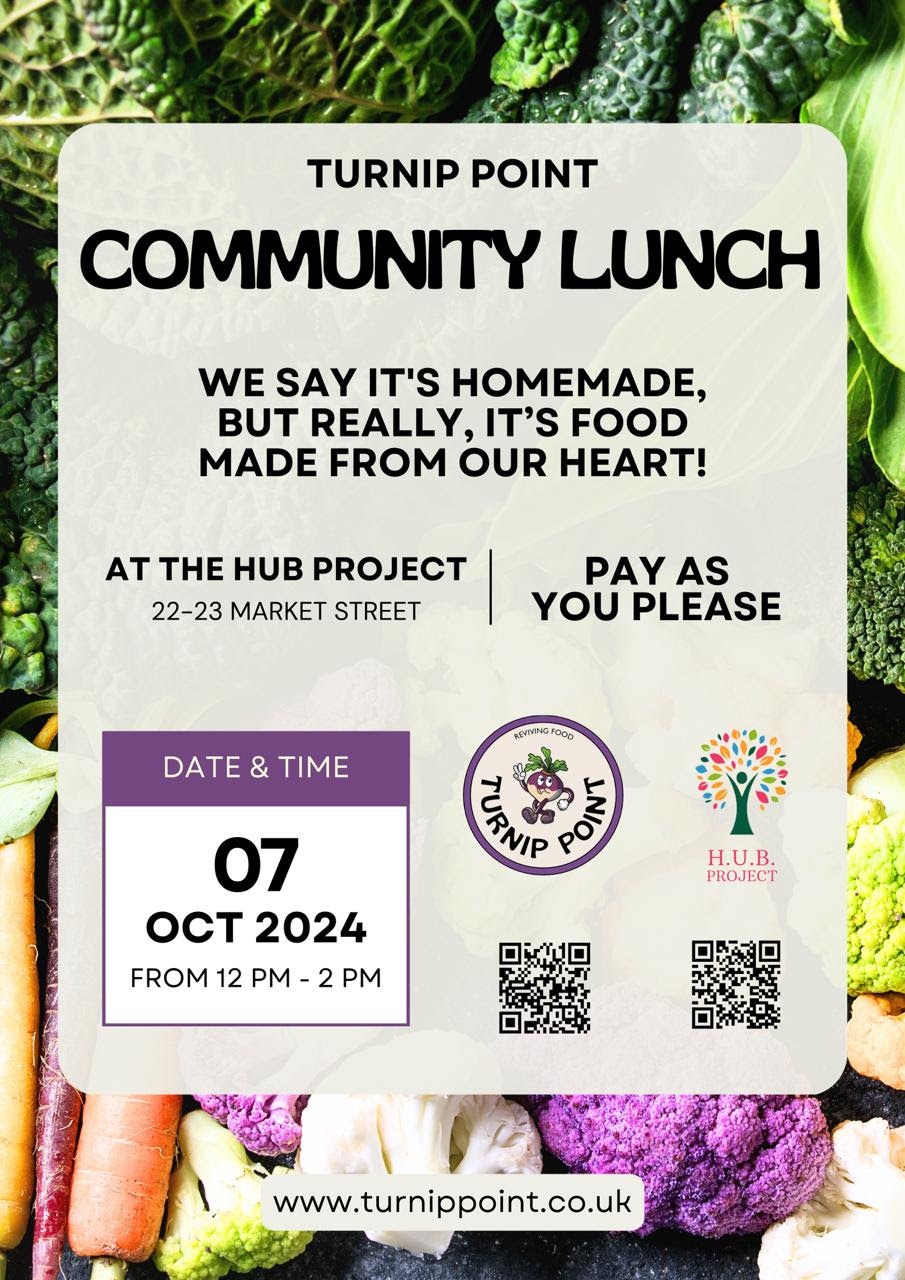 TURNIP POINT
COMMUNITY LUNCH
WE SAY IT'S HOMEMADE,
BUT REALLY, IT’S FOOD
MADE FROM OUR HEART!
AT THE HUB PROJECT
22-23 MARKET STREET
PAY AS
YOU PLEASE
DATE & TIME
07
OCT 2024
FROM 12 PM - 2 PM
REVIVING FOOD
TURNIP POINT
H.U.B.
PROJECT
www.turnippoint.co.uk